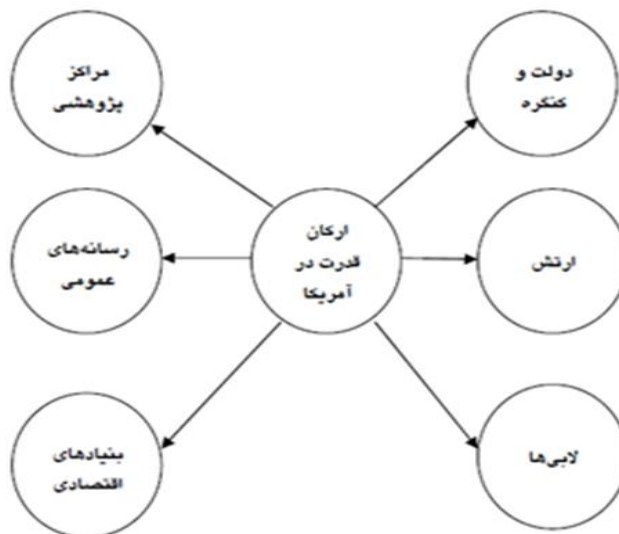 دولت و
کنگره
مراکز
پژوهشی
ارکان
قدرت در
آمریکا
ارتش
رسانه‌های
عمومی
لابی‌ها
بنیادهای
اقتصادی